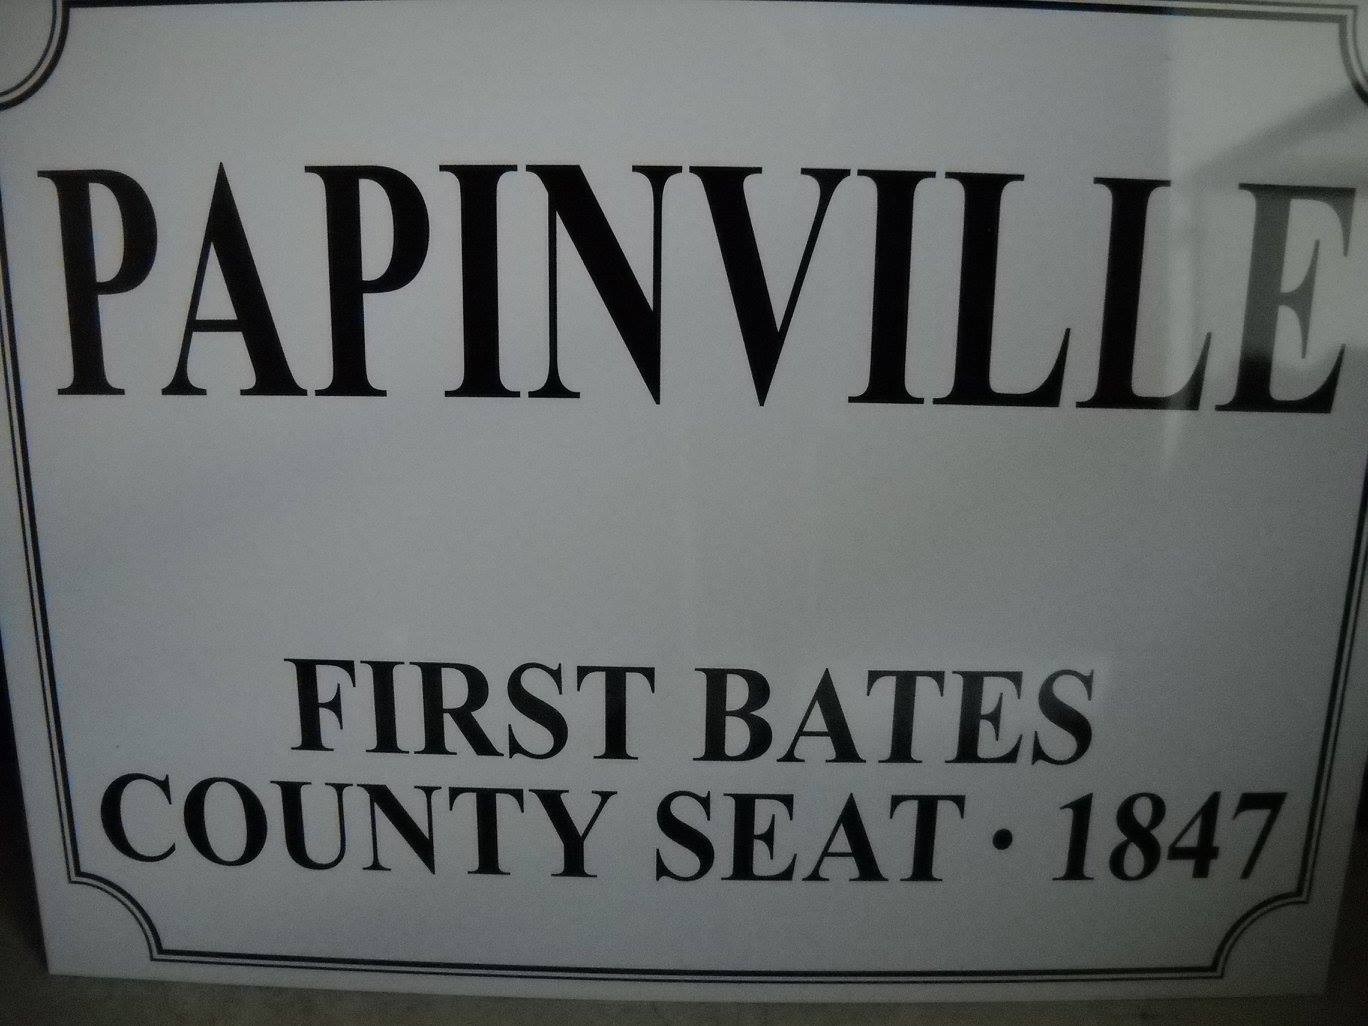 PAPINVILLE
FIRST BATES
COUNTY SEAT • 1847